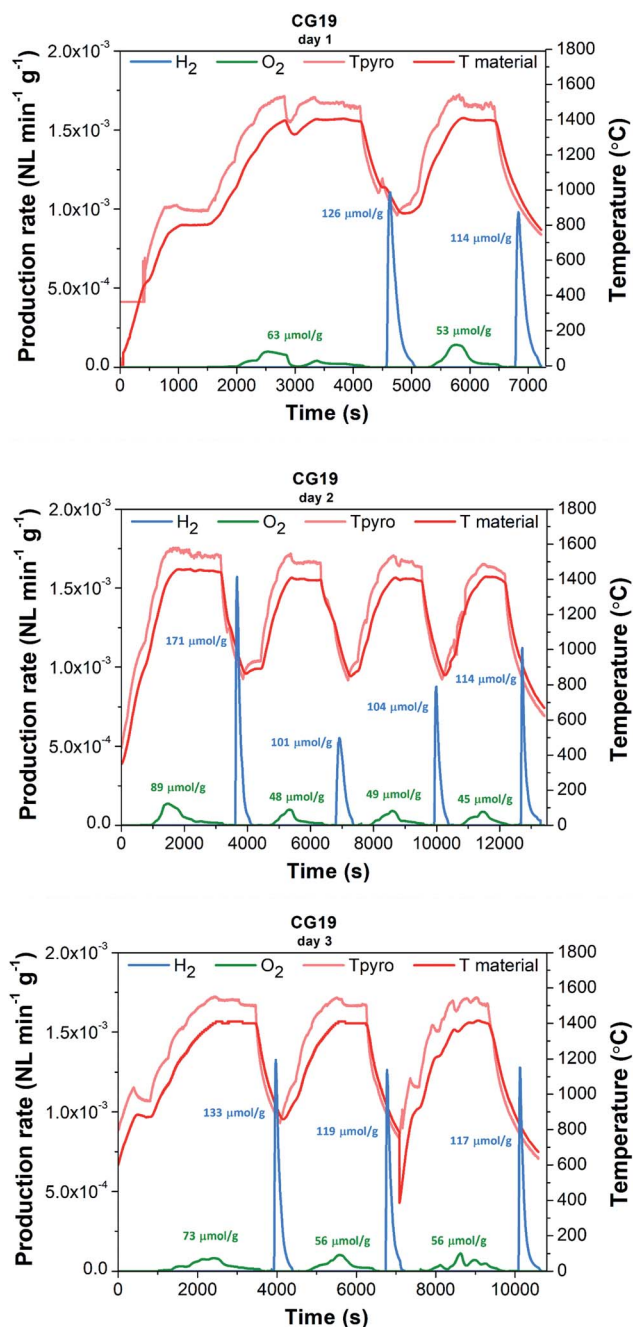 CG19
day 1
H2 O2 Tpyro T material
Production rate (NL min-1 g-1)
2.0x10-3
1.5x10-3
1.0x10-3
5.0x10-4
0.0
126 μmol/g
114 μmol/g
63 μmol/g
53 μmol/g
1800
1600
1400
1200
1000
800
600
400
200
0
Temperature (°C)
0 1000 2000 3000 4000 5000 6000 7000
Time (s)
CG19
day 2
H2 O2 Tpyro T material
Production rate (NL min-1 g-1)
2.0x10-3
1.5x10-3
1.0x10-3
5.0x10-4
0.0
171 μmol/g
101 μmol/g
104 μmol/g
114 μmol/g
89 μmol/g
48 μmol/g
49 μmol/g
45 μmol/g
1800
1600
1400
1200
1000
800
600
400
200
0
Temperature (°C)
0 2000 4000 6000 8000 10000 12000
Time (s)
CG19
day 3
H2 O2 Tpyro T material
Production rate (NL min-1 g-1)
2.0x10-3
1.5x10-3
1.0x10-3
5.0x10-4
0.0
133 μmol/g
119 μmol/g
117 μmol/g
73 μmol/g
56 μmol/g
56 μmol/g
1800
1600
1400
1200
1000
800
600
400
200
0
Temperature (°C)
0 2000 4000 6000 8000 10000
Time (s)